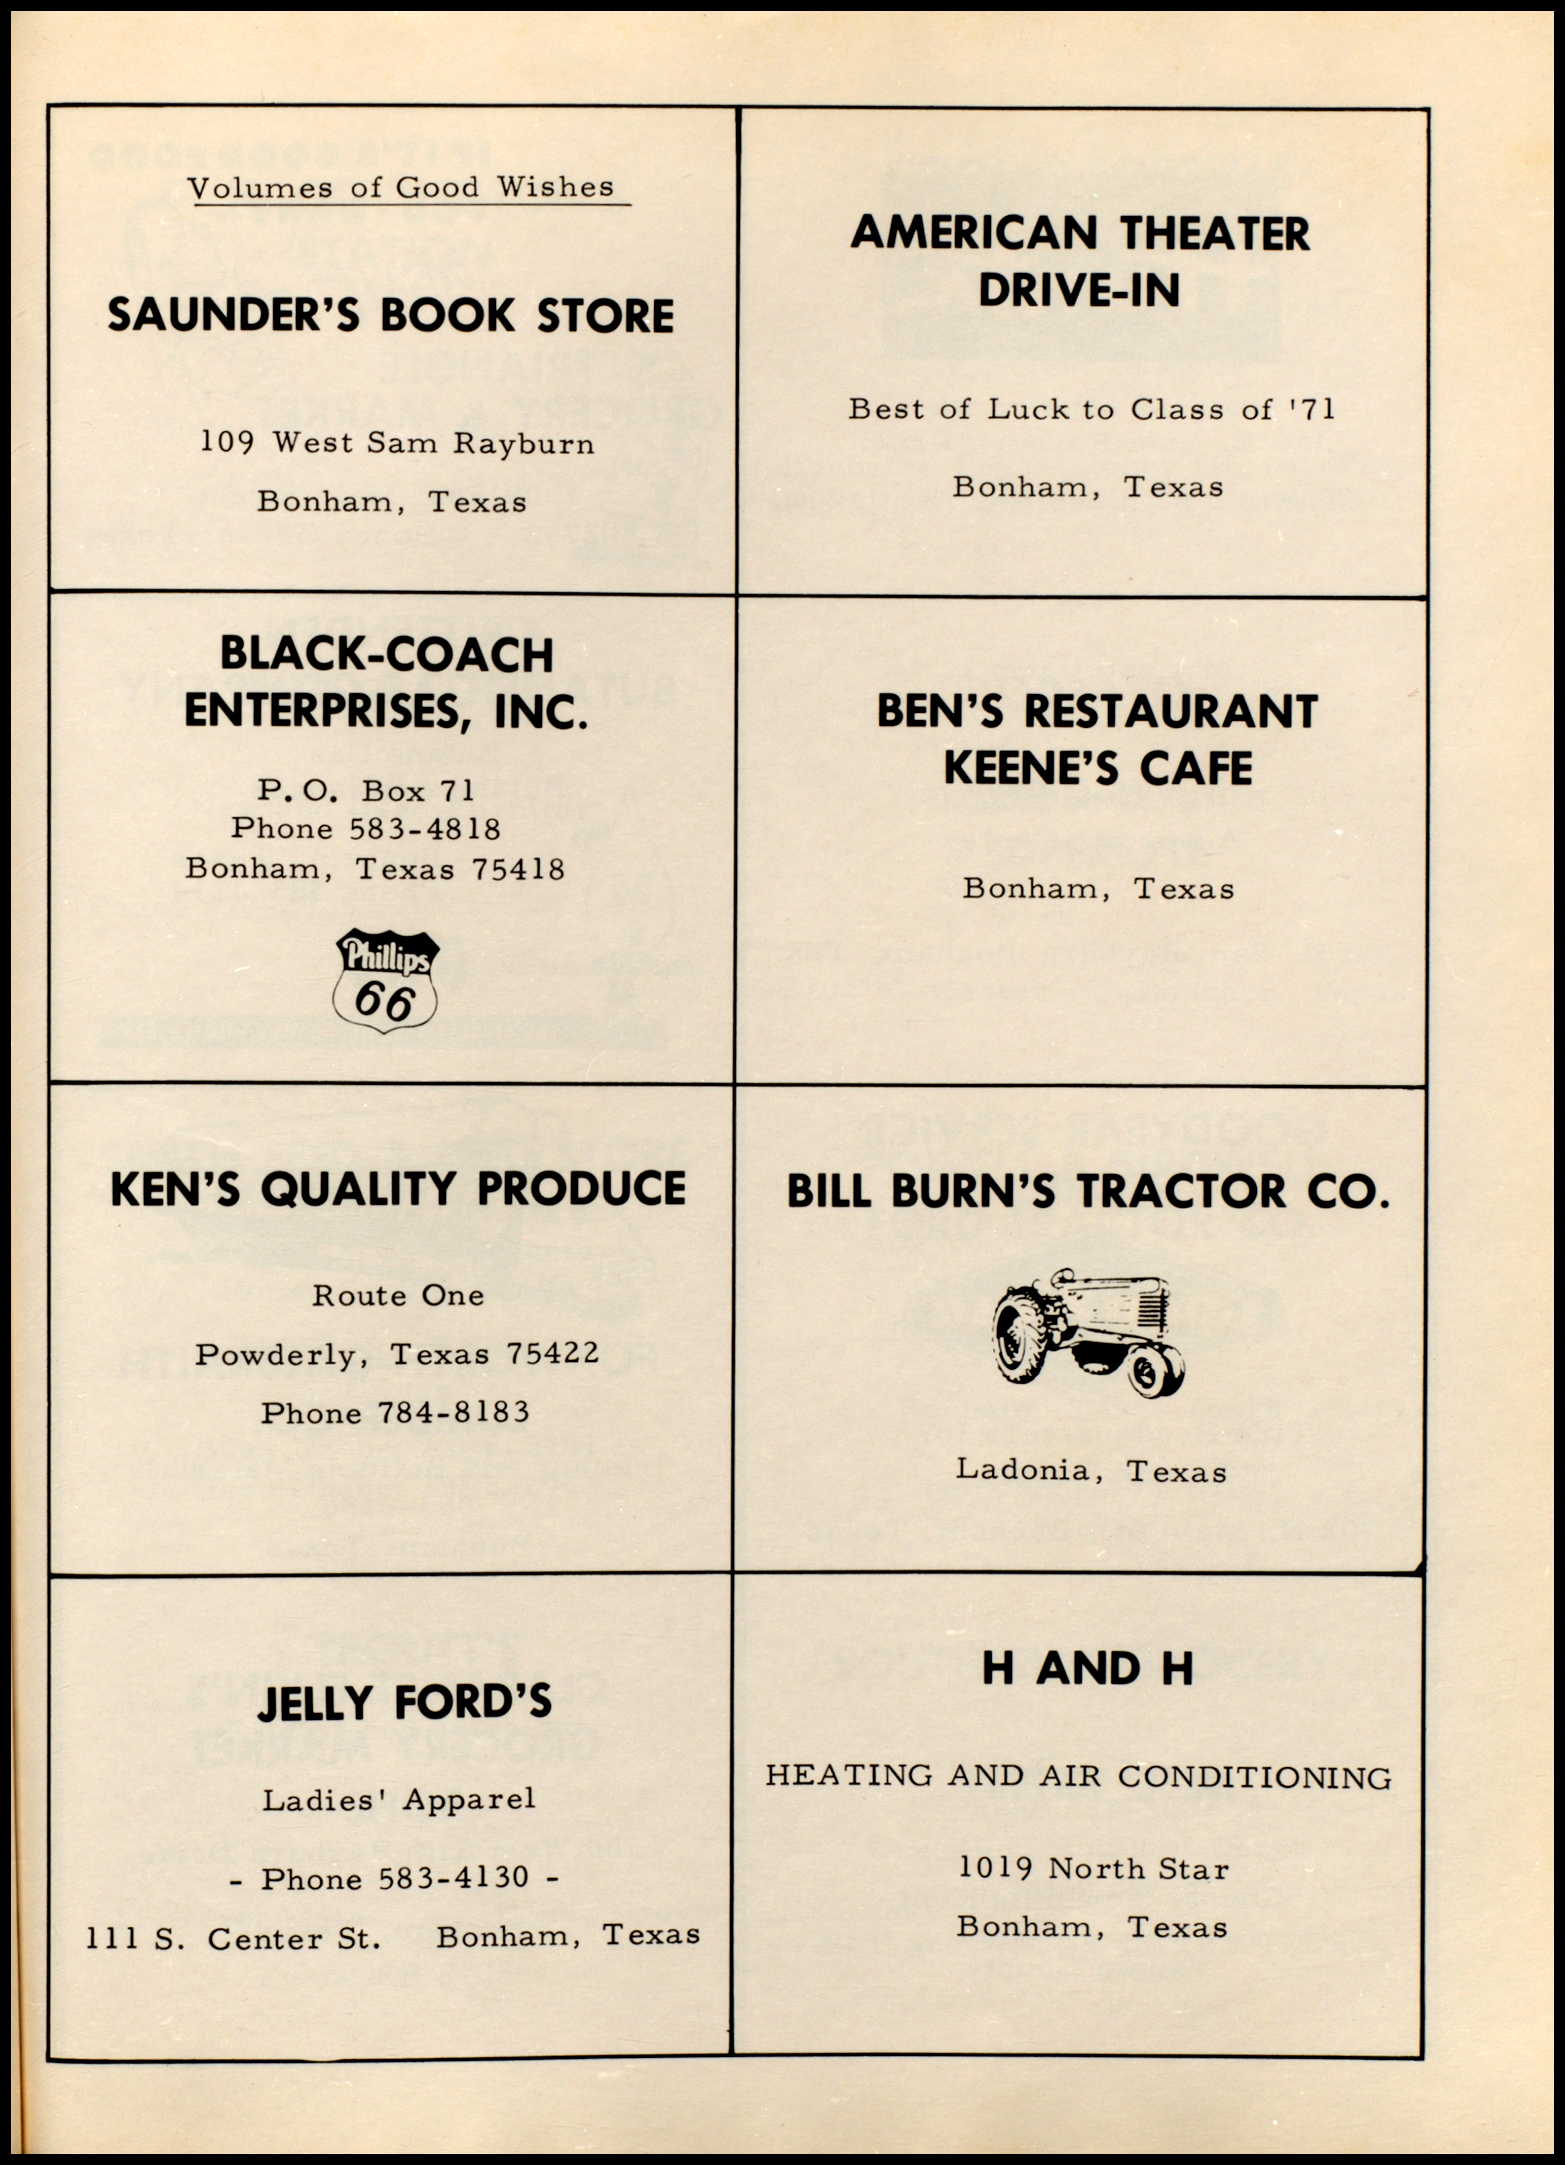 Volumes of Good Wishes
SAUNDER'S BOOK STORE
109 West Sam Rayburn
Bonham, Texas
AMERICAN THEATER
DRIVE-IN
Best of Luck to Class of '71
Bonham, Texas
BLACK-COACH
ENTERPRISES, INC.
P.O. Box 71
Phone 583-4818
Bonham, Texas 75418
Phillips
66
BEN'S RESTAURANT
KEENE'S CAFE
Bonham, Texas
KEN'S QUALITY PRODUCE
Route One
Powderly, Texas 75422
Phone 784-8183
BILL BURN'S TRACTOR CO.
Ladonia, Texas
JELLY FORD'S
Ladies' Apparel
- Phone 583-4130 -
111 S. Center St. Bonham, Texas
H AND H
HEATING AND AIR CONDITIONING
1019 North Star
Bonham, Texas